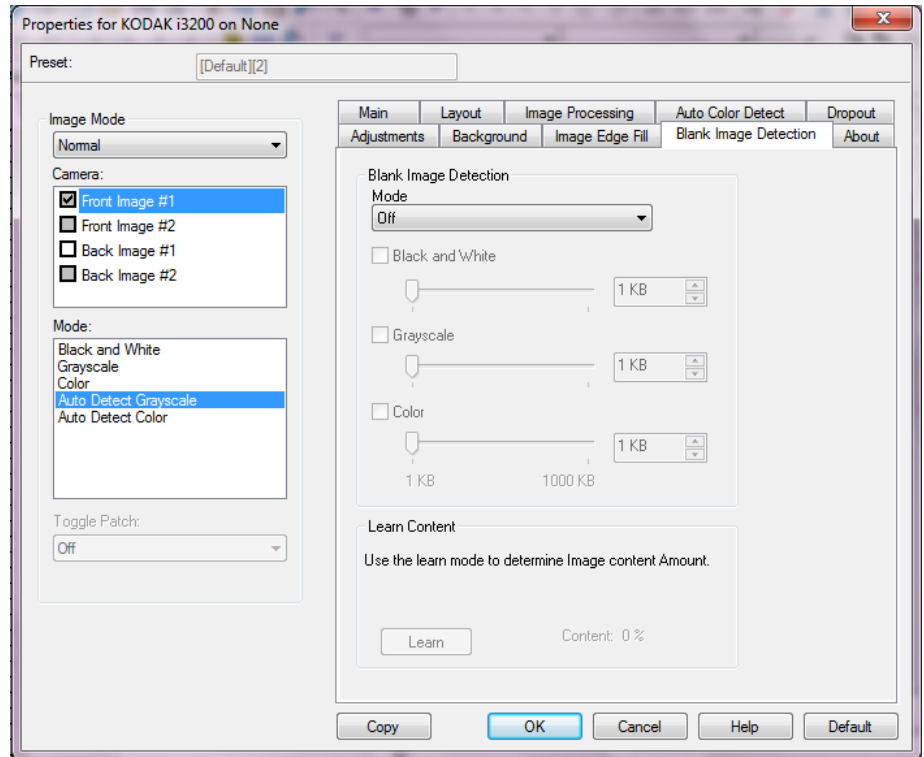 Properties for KODAK i3200 on None
Preset:
[Default][2]
Image Mode
Normal
Camera:
Front Image #1
Front Image #2
Back Image #1
Back Image #2
Mode:
Black and White
Grayscale
Color
Auto Detect Grayscale
Auto Detect Color
Toggle Patch:
Off
Main Layout Image Processing Auto Color Detect Dropout
Adjustments Background Image Edge Fill Blank Image Detection About
Blank Image Detection
Mode
Off
Black and White
1 KB
Grayscale
1 KB
Color
1 KB
1 KB 1000 KB
Learn Content
Use the learn mode to determine Image content Amount.
Learn Content: 0 %
Copy OK Cancel Help Default